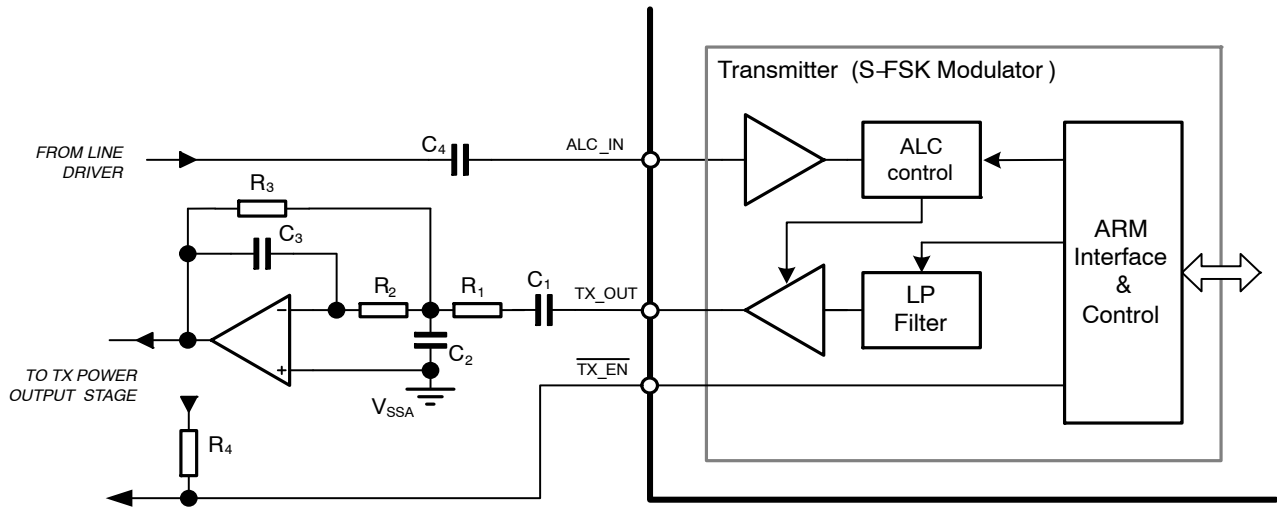 Transmitter (S-FSK Modulator )
FROM LINE
DRIVER
C4
ALC_IN
ALC
control
R3
C3
R2
R1
C1
TX_OUT
LP
Filter
ARM
Interface
&
Control
−
+
C2
TO TX POWER
OUTPUT STAGE
VSSA
TX_EN
R4